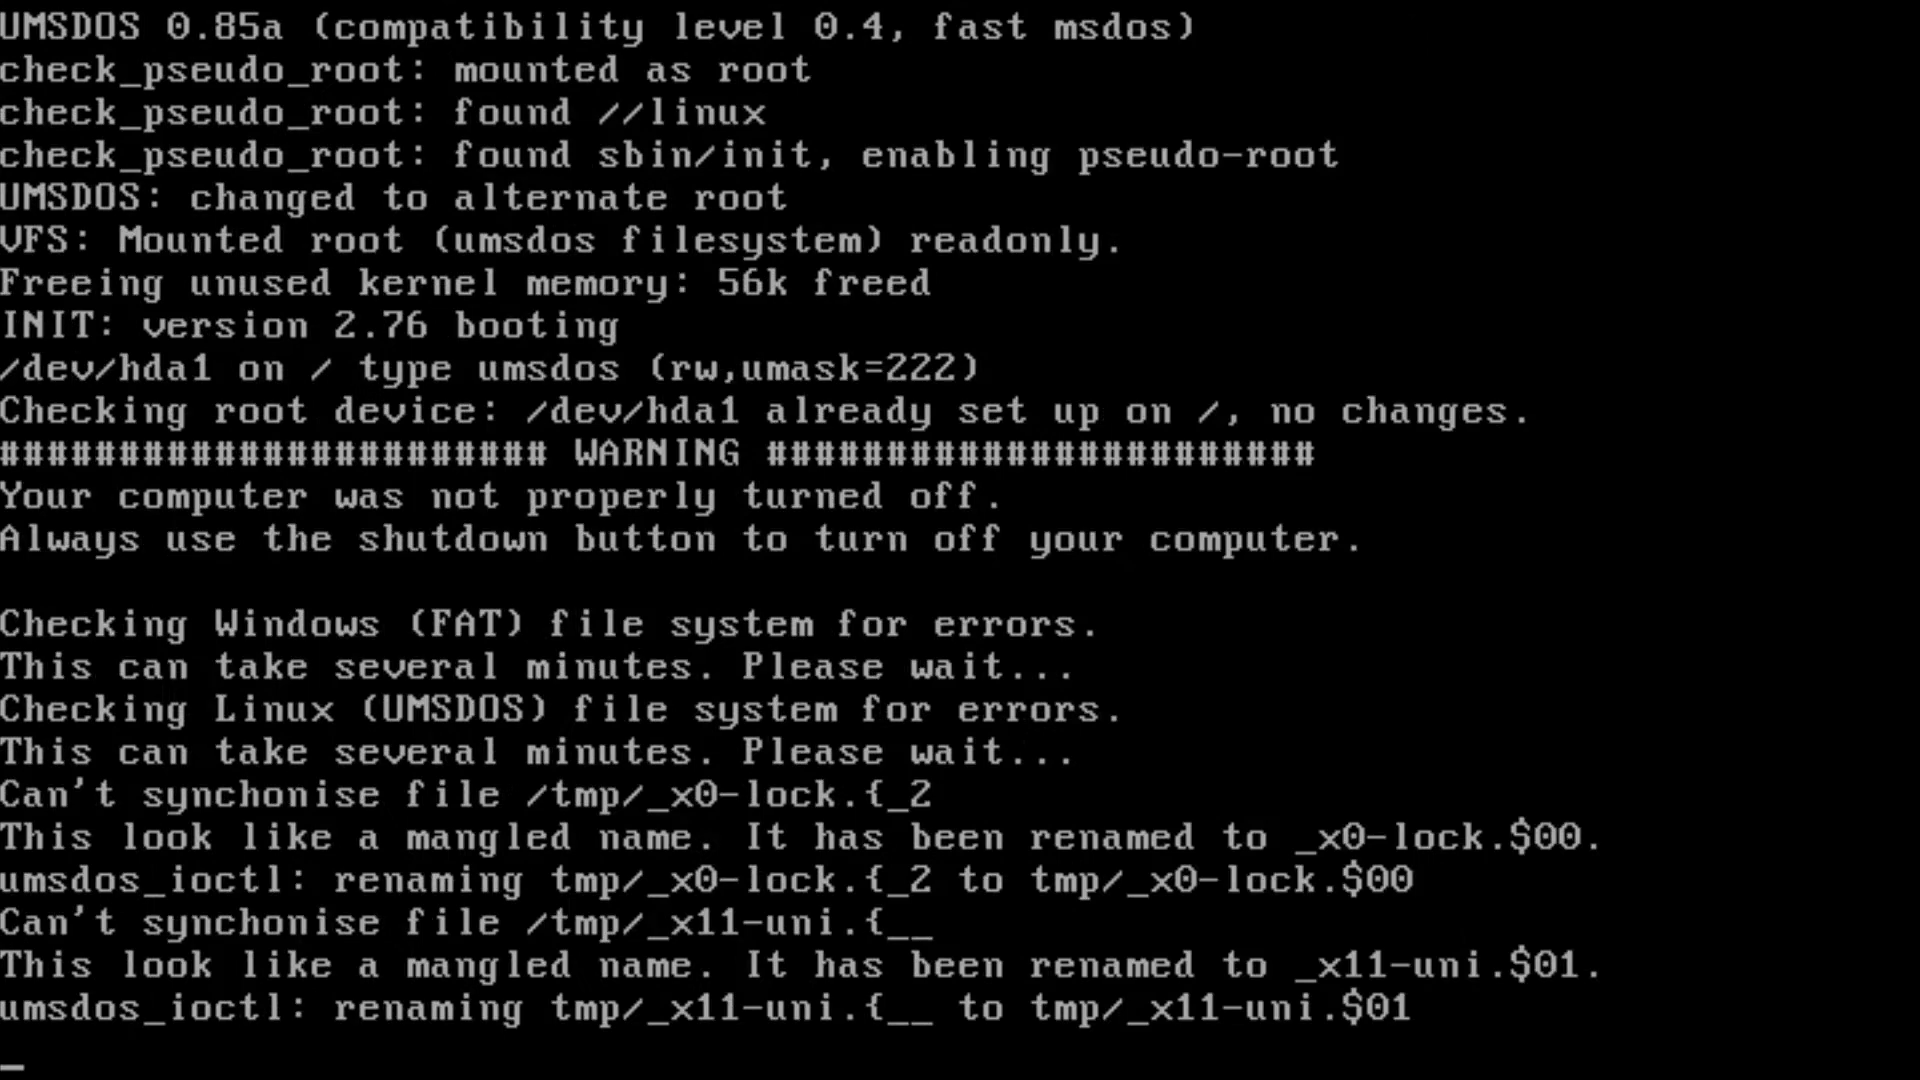 UMSDOS 0.85a (compatibility level 0.4, fast msdos)
check_pseudo_root: mounted as root
check_pseudo_root: found //linux
check_pseudo_root: found sbin/init, enabling pseudo-root
UMSDOS: changed to alternate root
VFS: Mounted root (umsdos filesystem) readonly.
Freeing unused kernel memory: 56k freed
INIT: version 2.76 booting
/dev/hda1 on / type umsdos (rw,umask=222)
Checking root device: /dev/hda1 already set up on /, no changes.
####################### WARNING #######################
Your computer was not properly turned off.
Always use the shutdown button to turn off your computer.
Checking Windows (FAT) file system for errors.
This can take several minutes. Please wait...
Checking Linux (UMSDOS) file system for errors.
This can take several minutes. Please wait...
Can't synchonise file /tmp/_x0-lock.{_2
This look like a mangled name. It has been renamed to _x0-lock.$00.
umsdos_ioctl: renaming tmp/_x0-lock.{_2 to tmp/_x0-lock.$00
Can't synchonise file /tmp/_x11-uni.{__
This look like a mangled name. It has been renamed to _x11-uni.$01.
umsdos_ioctl: renaming tmp/_x11-uni.{__ to tmp/_x11-uni.$01
_